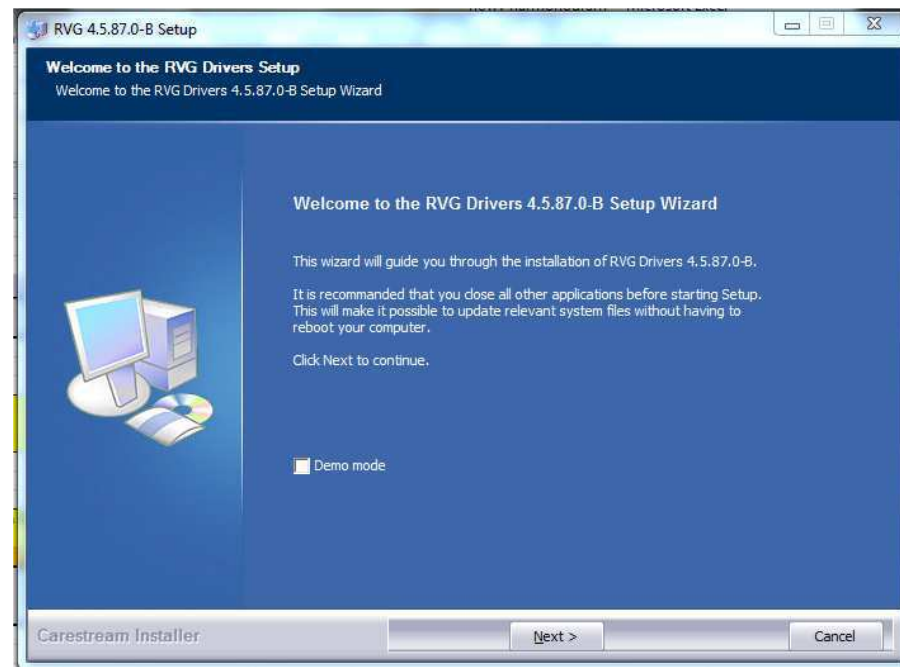 RVG 4.5.87.0-B Setup
Welcome to the RVG Drivers Setup
Welcome to the RVG Drivers 4.5.87.0-B Setup Wizard
Welcome to the RVG Drivers 4.5.87.0-B Setup Wizard
This wizard will guide you through the installation of RVG Drivers 4.5.87.0-B.
It is recommanded that you close all other applications before starting Setup.
This will make it possible to update relevant system files without having to
reboot your computer.
Click Next to continue.
Demo mode
Carestream Installer
Next >
Cancel